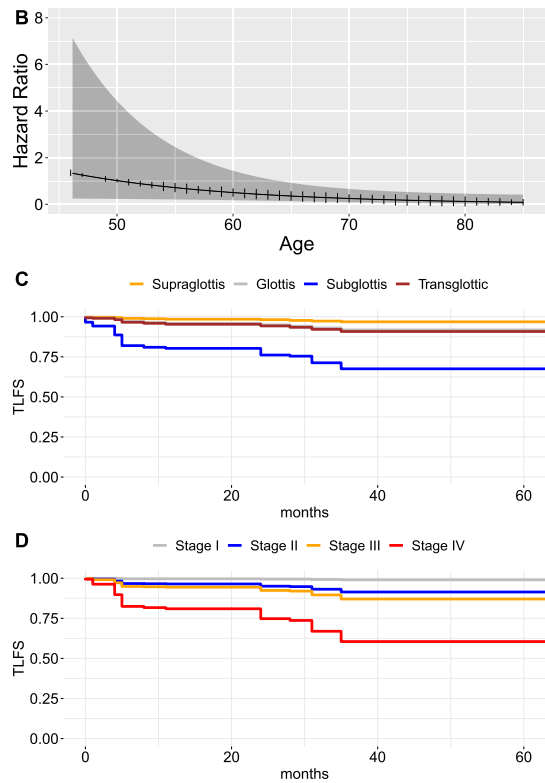 B
Hazard Ratio
8
6
4
2
0
50 60 70 80
Age
C
Supraglottis Glottis Subglottis Transglottic
TLFS
1.00
0.75
0.50
0.25
0.00
0 20 40 60
months
D
Stage I Stage II Stage III Stage IV
TLFS
1.00
0.75
0.50
0.25
0.00
0 20 40 60
months